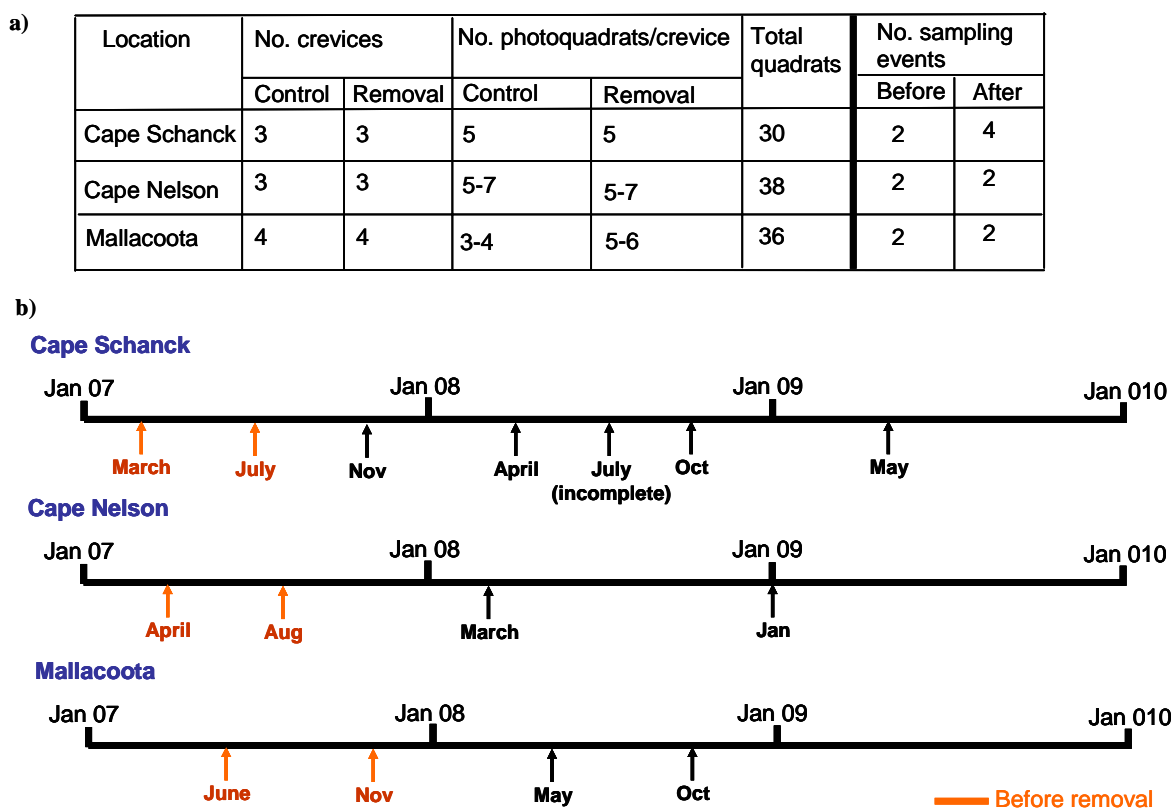 a)
Location No. crevices No. photoquadrats/crevice Total quadrats No. sampling events
Control Removal Control Removal Before After
Cape Schanck 3 3 5 5 30 2 4
Cape Nelson 3 3 5-7 5-7 38 2 2
Mallacoota 4 4 3-4 5-6 36 2 2
b)
Cape Schanck
Jan 07 Jan 08 Jan 09 Jan 010
March July Nov April July Oct May
(incomplete)
Cape Nelson
Jan 07 Jan 08 Jan 09 Jan 010
April Aug March Jan
Mallacoota
Jan 07 Jan 08 Jan 09 Jan 010
June Nov May Oct
Before removal